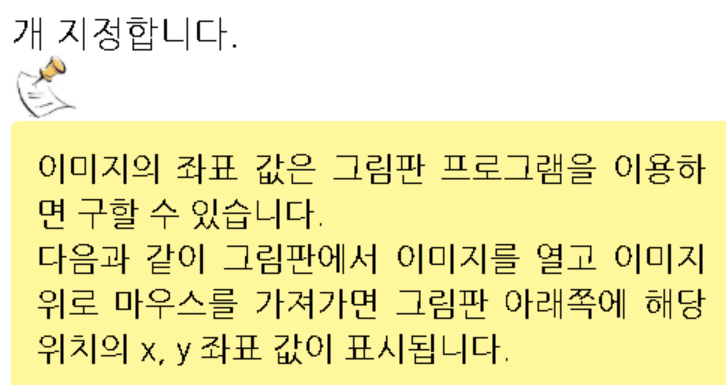 개 지정합니다.
이미지의 좌표 값은 그림판 프로그램을 이용하
면 구할 수 있습니다.
다음과 같이 그림판에서 이미지를 열고 이미지
위로 마우스를 가져가면 그림판 아래쪽에 해당
위치의 x, y 좌표 값이 표시됩니다.